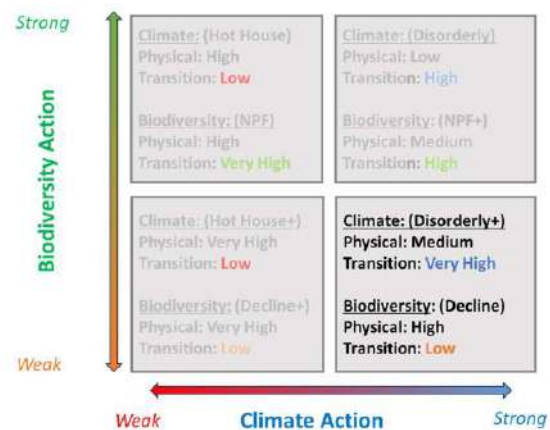 Strong
Biodiversity Action
Weak
Climate: (Hot House)
Physical: High
Transition: Low
Biodiversity: (NPF)
Physical: High
Transition: Very High
Climate: (Disorderly)
Physical: Low
Transition: High
Biodiversity: (NPF+)
Physical: Medium
Transition: High
Climate: (Hot House+)
Physical: Very High
Transition: Low
Biodiversity: (Decline+)
Physical: Very High
Transition: Low
Climate: (Disorderly+)
Physical: Medium
Transition: Very High
Biodiversity: (Decline)
Physical: High
Transition: Low
Weak
Climate Action
Strong